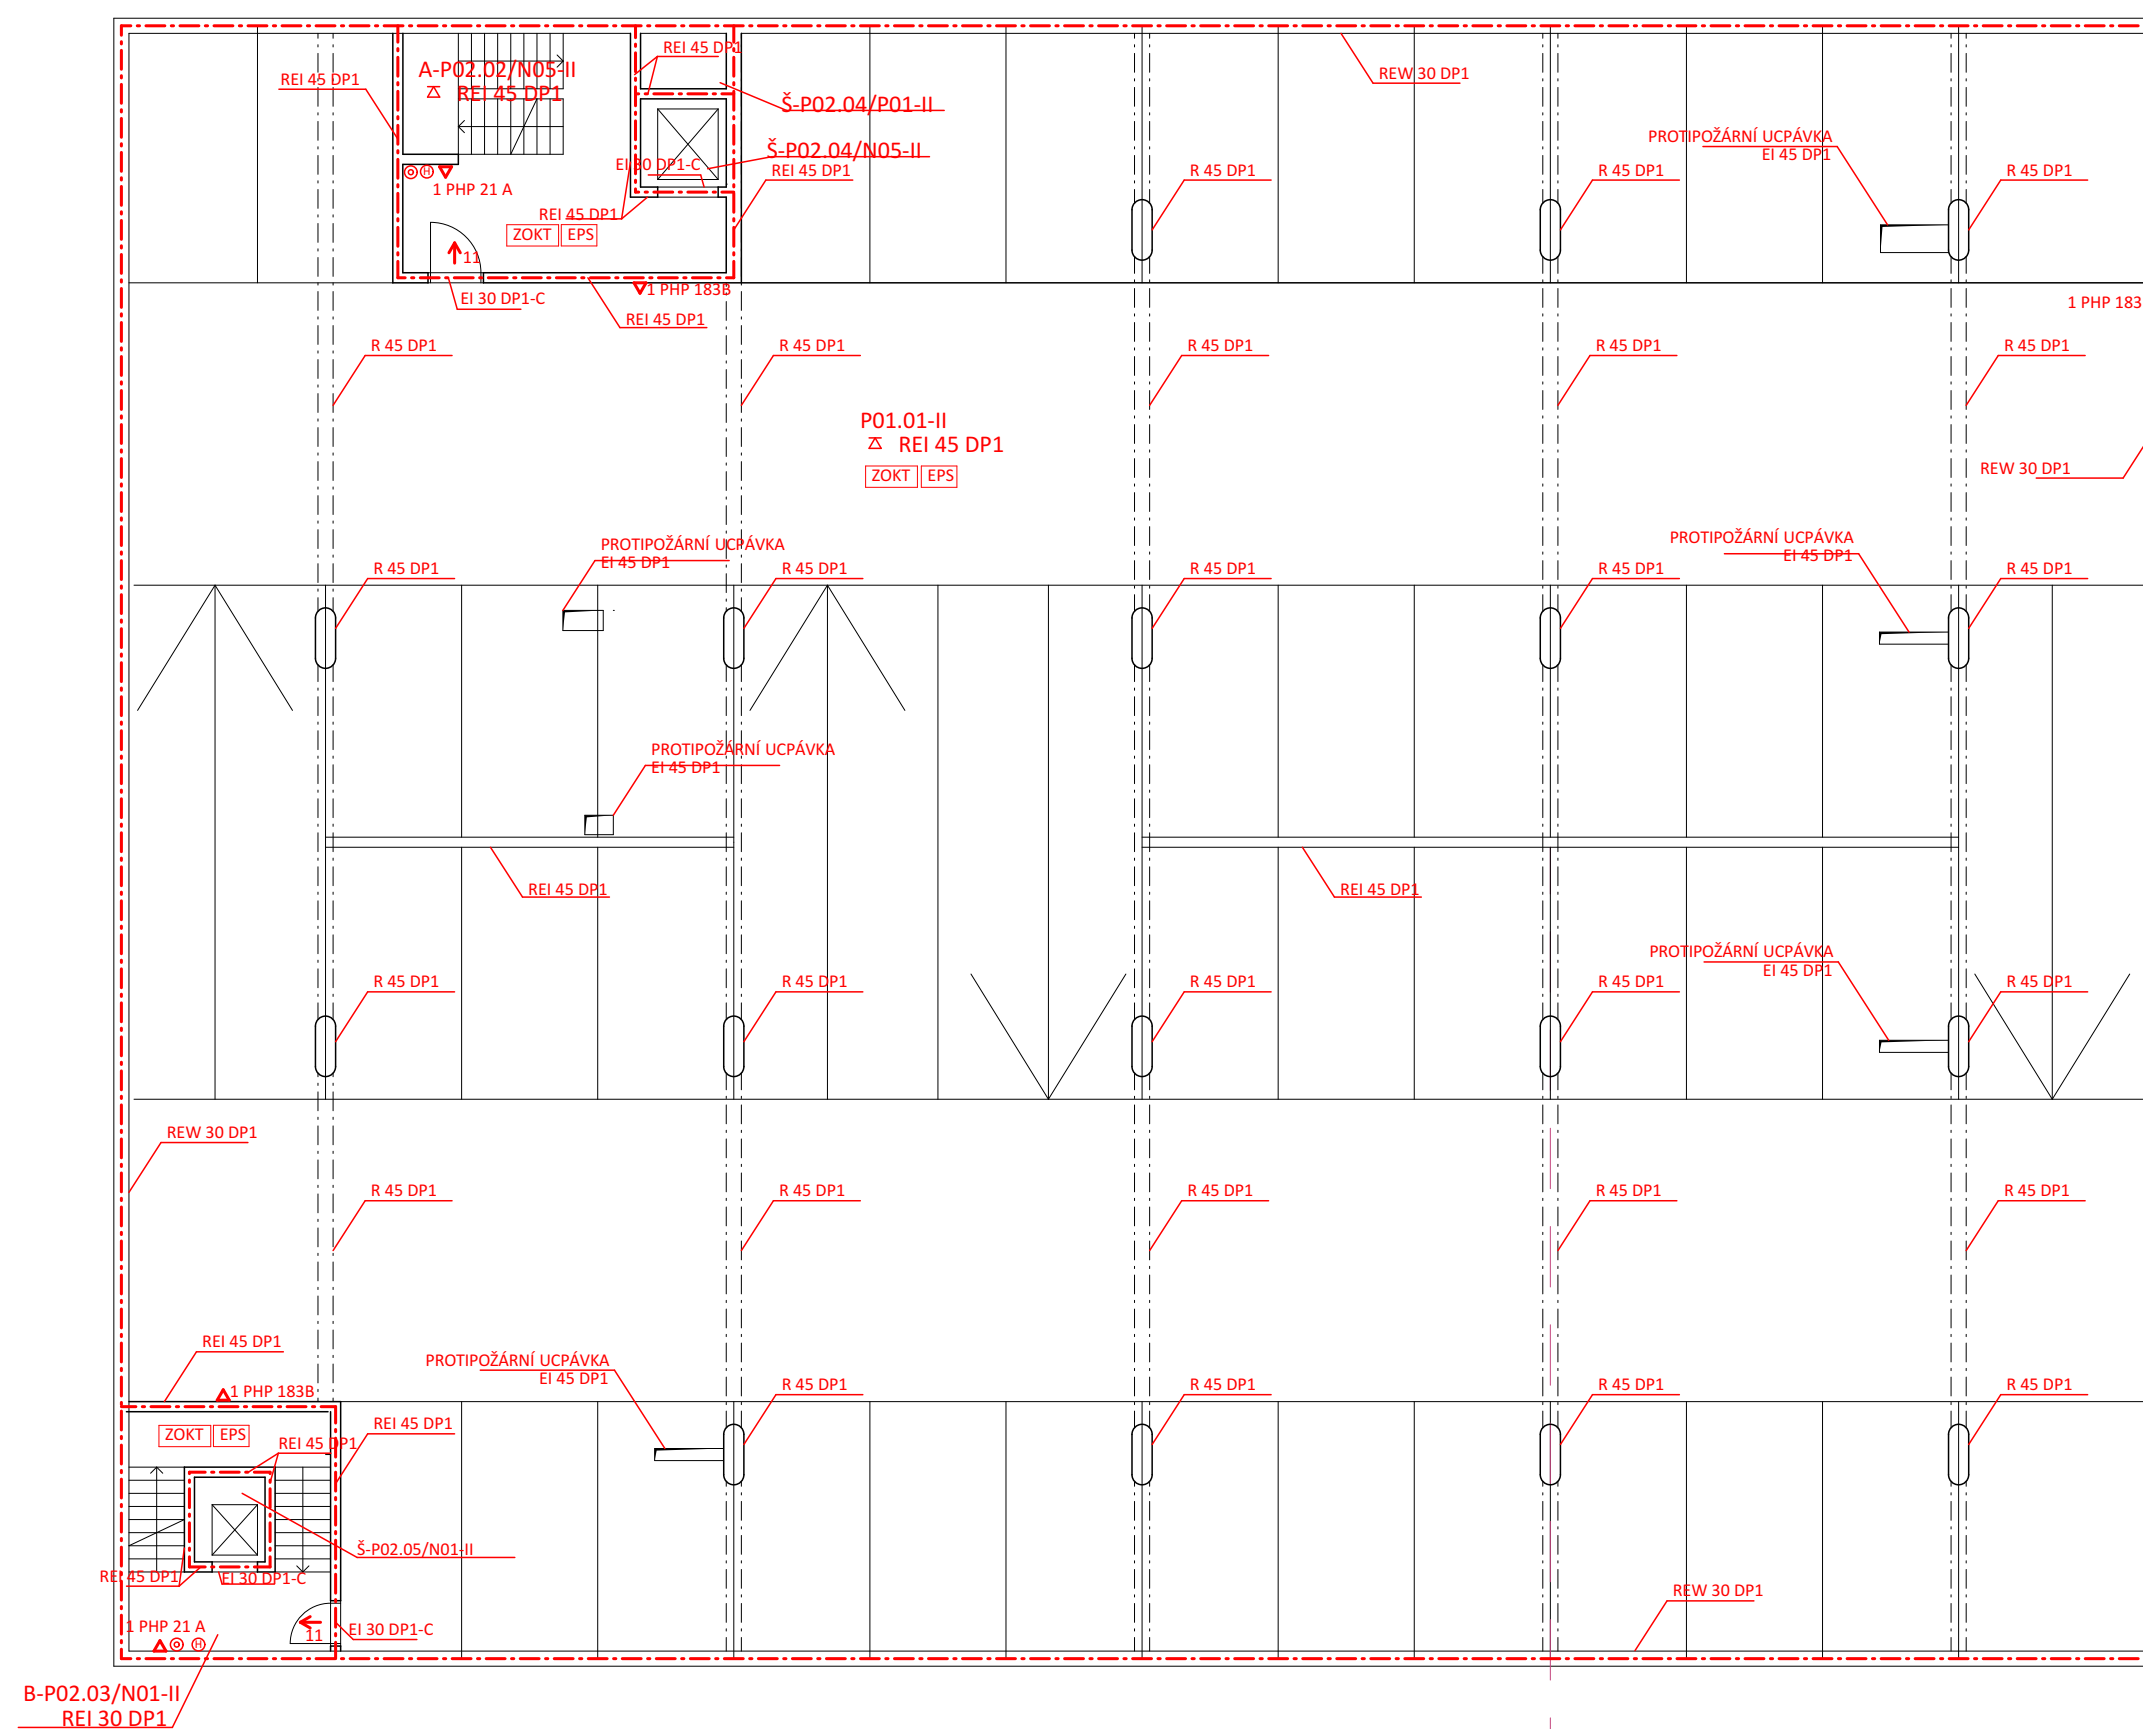 REI 45 DP1
A-P02.02/N05-II
REI 45 DP1
REI 45 DP1
Š-P02.04/P01-II
Š-P02.04/N05-II
EI 30 DP1-C
REI 45 DP1
1 PHP 21 A
REI 45 DP1
ZOKT EPS
11
EI 30 DP1-C
1 PHP 183B
REI 45 DP1
REW 30 DP1
PROTIPOŽÁRNÍ UCPÁVKA
EI 45 DP1
R 45 DP1
R 45 DP1
R 45 DP1
1 PHP 183
R 45 DP1
R 45 DP1
R 45 DP1
R 45 DP1
R 45 DP1
P01.01-II
REI 45 DP1
ZOKT EPS
REW 30 DP1
PROTIPOŽÁRNÍ UCPÁVKA
EI 45 DP1
PROTIPOŽÁRNÍ UCPÁVKA
EI 45 DP1
R 45 DP1
R 45 DP1
R 45 DP1
R 45 DP1
R 45 DP1
PROTIPOŽÁRNÍ UCPÁVKA
EI 45 DP1
REI 45 DP1
REI 45 DP1
PROTIPOŽÁRNÍ UCPÁVKA
EI 45 DP1
R 45 DP1
R 45 DP1
R 45 DP1
R 45 DP1
R 45 DP1
REW 30 DP1
R 45 DP1
R 45 DP1
R 45 DP1
R 45 DP1
R 45 DP1
REI 45 DP1
PROTIPOŽÁRNÍ UCPÁVKA
EI 45 DP1
1 PHP 183B
R 45 DP1
R 45 DP1
R 45 DP1
R 45 DP1
REI 45 DP1
ZOKT EPS
REI 45 DP1
Š-P02.05/N01-II
REI 45 DP1
EI 30 DP1-C
REW 30 DP1
1 PHP 21 A
H
11
EI 30 DP1-C
B-P02.03/N01-II
REI 30 DP1